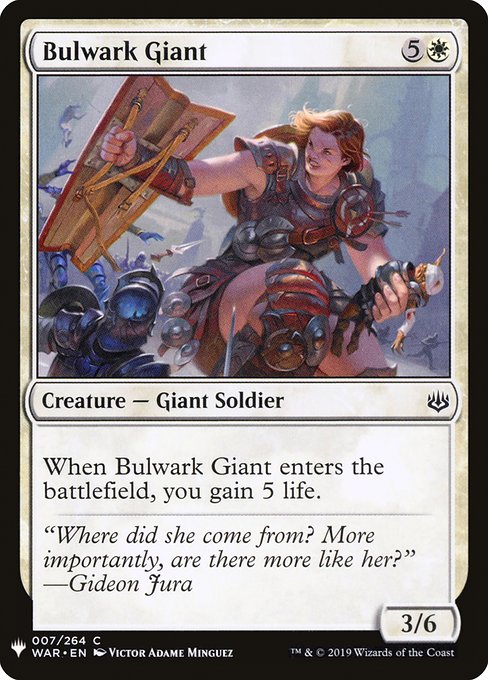 Bulwark Giant 5
Creature — Giant Soldier
When Bulwark Giant enters the
battlefield, you gain 5 life.
“Where did she come from? More
importantly, are there more like her?”
—Gideon Jura
3/6
007/264 C
WAR • EN Victor Adame Minguez
™ & © 2019 Wizards of the Coast